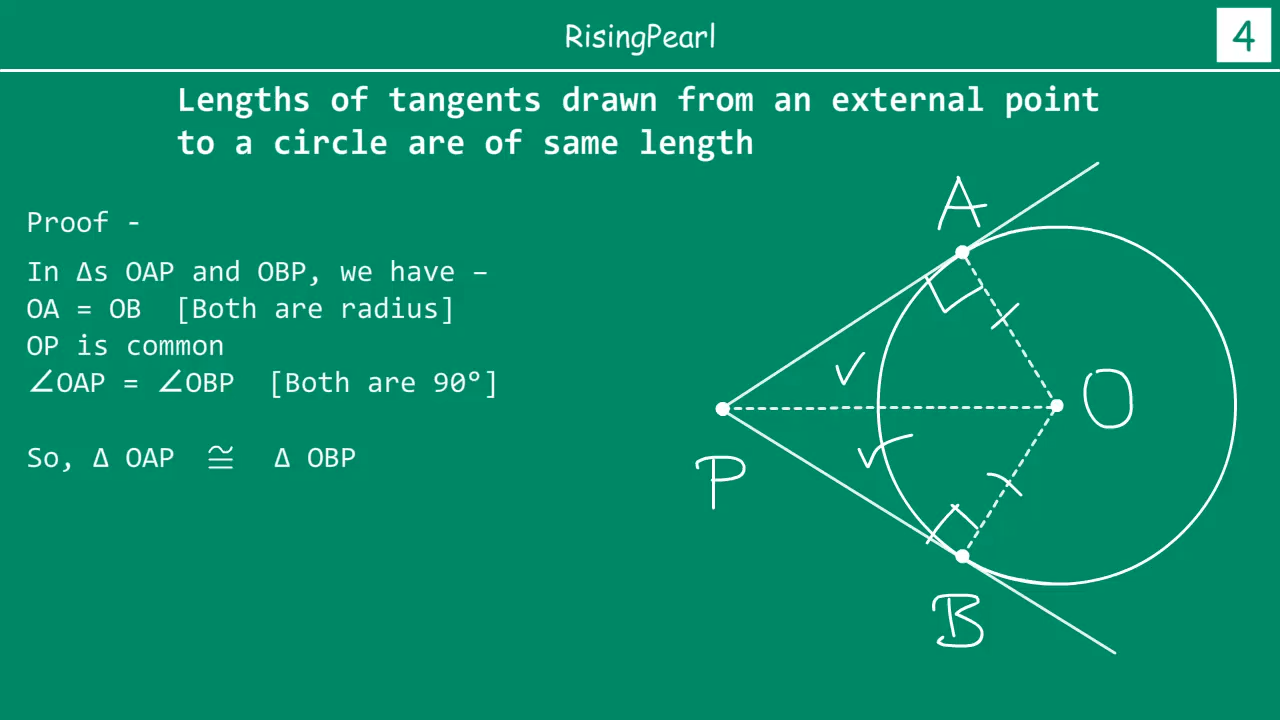 RisingPearl
4
Lengths of tangents drawn from an external point
to a circle are of same length
Proof -
In Δs OAP and OBP, we have –
OA = OB [Both are radius]
OP is common
∠OAP = ∠OBP [Both are 90°]
So, Δ OAP ≅ Δ OBP
A
O
P
B